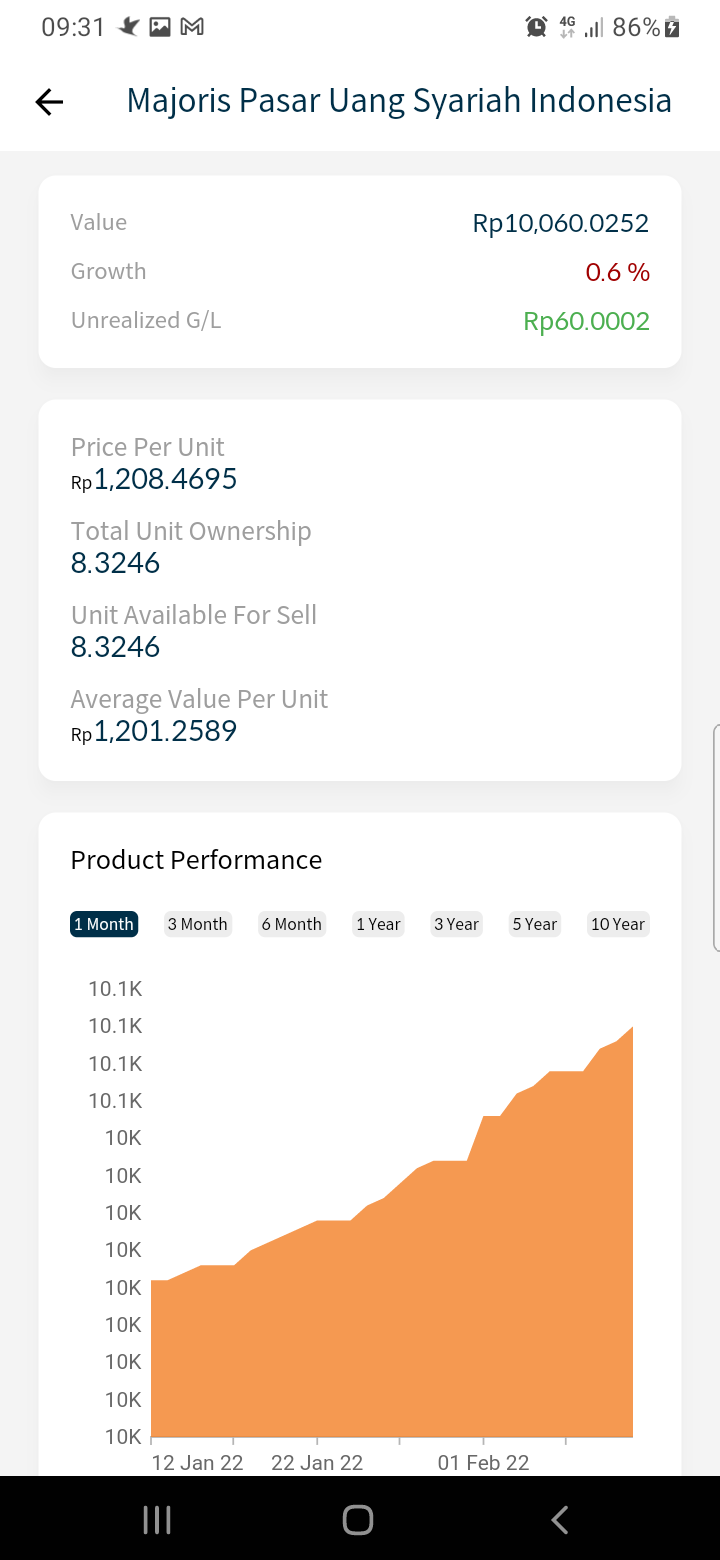 09:31
4G
86%
Majoris Pasar Uang Syariah Indonesia
Value Rp10,060.0252
Growth 0.6 %
Unrealized G/L Rp60.0002
Price Per Unit
Rp1,208.4695
Total Unit Ownership
8.3246
Unit Available For Sell
8.3246
Average Value Per Unit
Rp1,201.2589
Product Performance
1 Month 3 Month 6 Month 1 Year 3 Year 5 Year 10 Year
10.1K
10.1K
10.1K
10.1K
10K
10K
10K
10K
10K
10K
10K
10K
10K
12 Jan 22 22 Jan 22 01 Feb 22